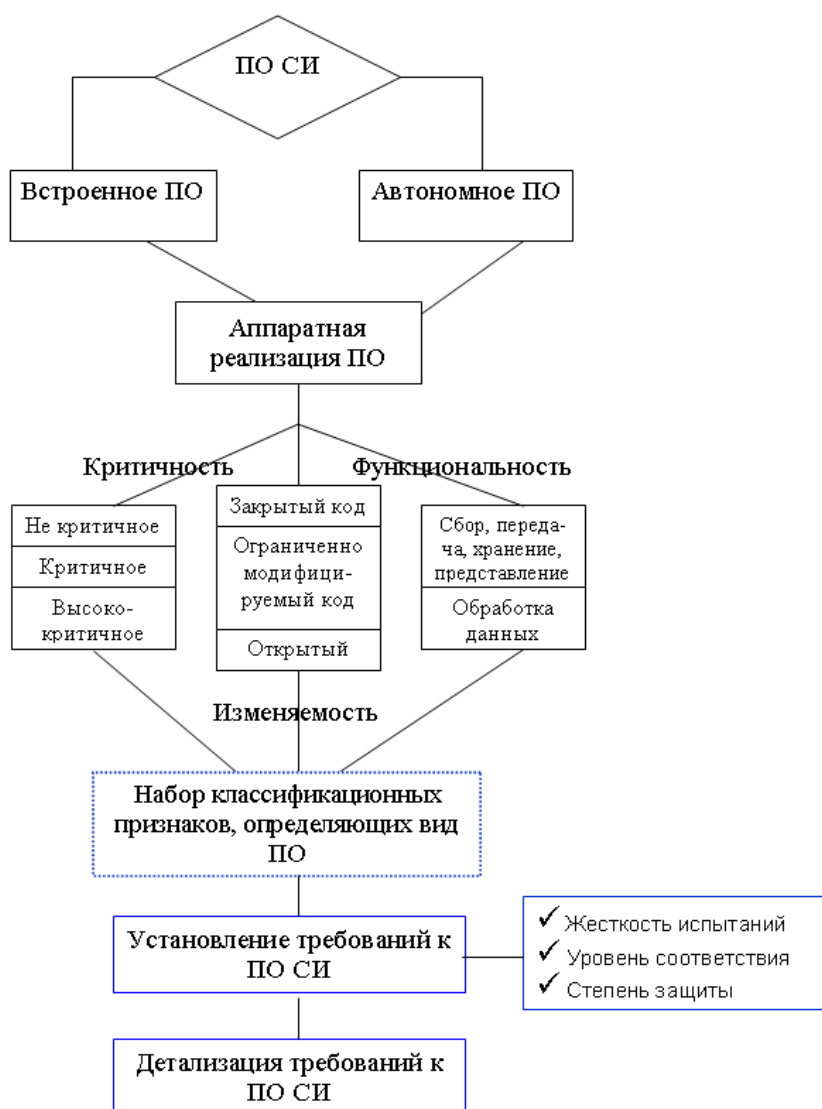 ПО СИ
Встроенное ПО
Автономное ПО
Аппаратная
реализация ПО
Критичность
Функциональность
Не критичное
Критичное
Высоко-
критичное
Закрытый код
Ограниченно
модифици-
руемый код
Открытый
Сбор, переда-
ча, хранение,
представление
Обработка
данных
Изменяемость
Набор классификационных
признаков, определяющих вид
ПО
Установление требований к
ПО СИ
✓ Жесткость испытаний
✓ Уровень соответствия
✓ Степень защиты
Детализация требований к
ПО СИ